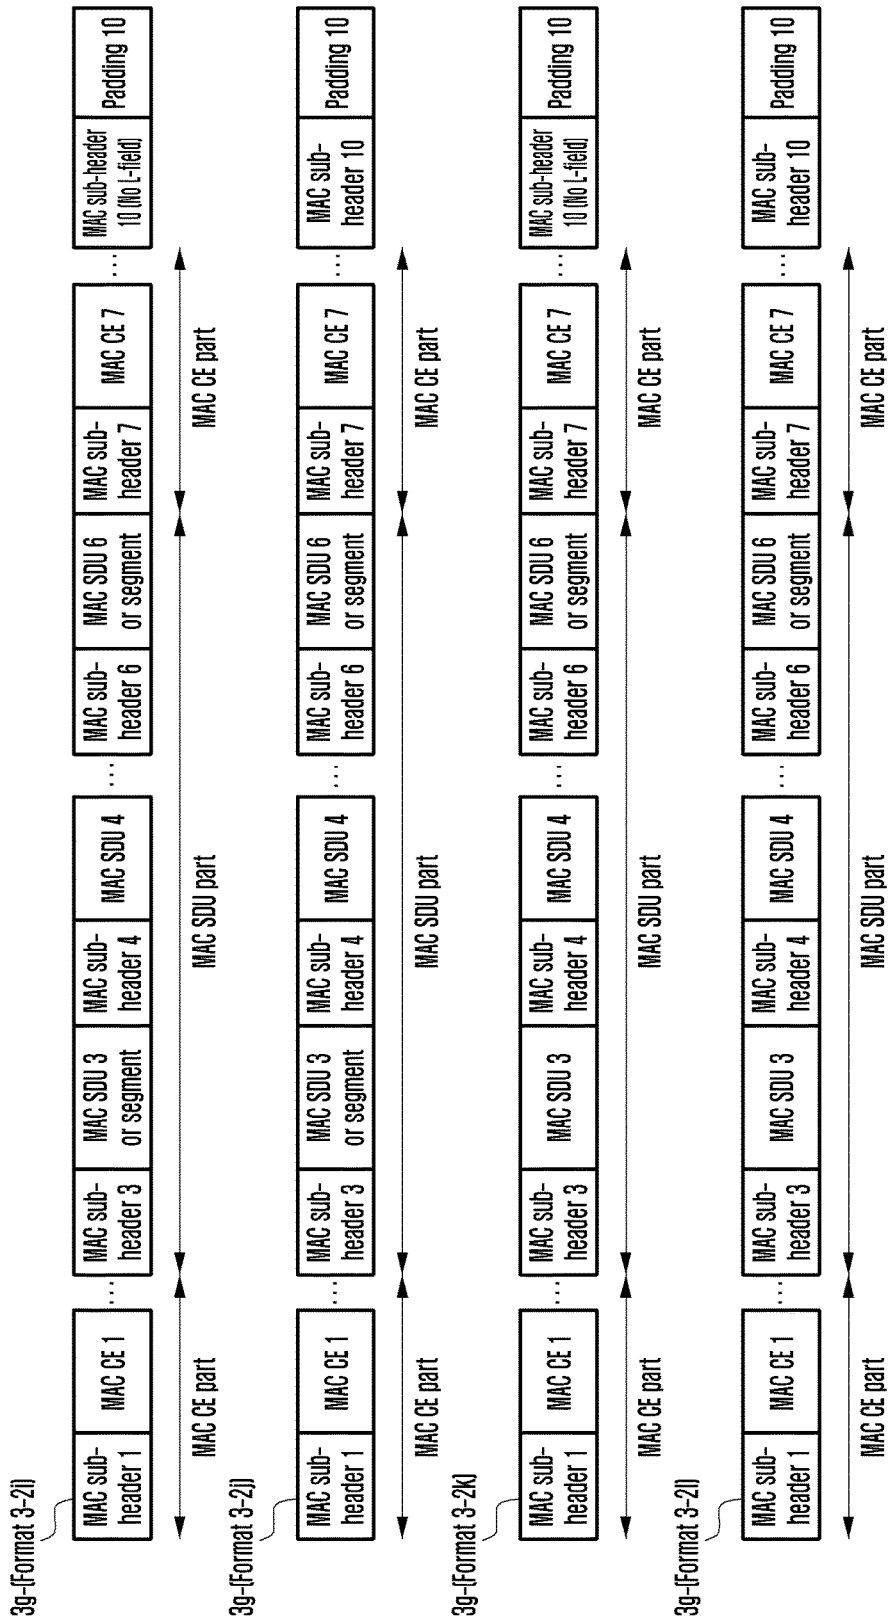 3g-(Format 3-2i)
MAC sub-
header 1
MAC CE 1
...
MAC sub-
header 3
MAC SDU 3
or segment
MAC sub-
header 4
MAC SDU 4
...
MAC sub-
header 6
MAC SDU 6
or segment
MAC sub-
header 7
MAC CE 7
...
MAC sub-header
10 (No L-field)
Padding 10
MAC CE part
MAC SDU part
MAC CE part
3g-(Format 3-2j)
MAC sub-
header 1
MAC CE 1
...
MAC sub-
header 3
MAC SDU 3
or segment
MAC sub-
header 4
MAC SDU 4
...
MAC sub-
header 6
MAC SDU 6
or segment
MAC sub-
header 7
MAC CE 7
...
MAC sub-
header 10
Padding 10
MAC CE part
MAC SDU part
MAC CE part
3g-(Format 3-2k)
MAC sub-
header 1
MAC CE 1
...
MAC sub-
header 3
MAC SDU 3
MAC sub-
header 4
MAC SDU 4
...
MAC sub-
header 6
MAC SDU 6
or segment
MAC sub-
header 7
MAC CE 7
...
MAC sub-header
10 (No L-field)
Padding 10
MAC CE part
MAC SDU part
MAC CE part
3g-(Format 3-2l)
MAC sub-
header 1
MAC CE 1
...
MAC sub-
header 3
MAC SDU 3
MAC sub-
header 4
MAC SDU 4
...
MAC sub-
header 6
MAC SDU 6
or segment
MAC sub-
header 7
MAC CE 7
...
MAC sub-
header 10
Padding 10
MAC CE part
MAC SDU part
MAC CE part